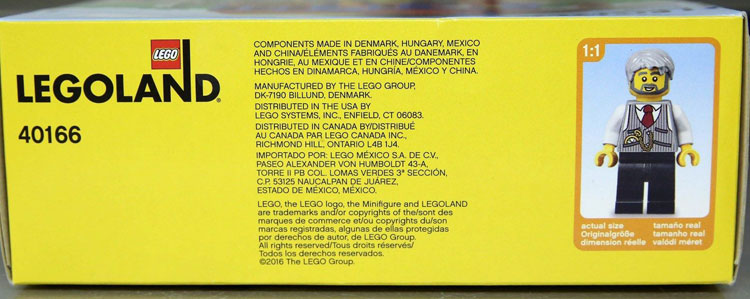 LEGO
LEGOLAND®
40166
COMPONENTS MADE IN DENMARK, HUNGARY, MEXICO
AND CHINA/ÉLÉMENTS FABRIQUÉS AU DANEMARK, EN
HONGRIE, AU MEXIQUE ET EN CHINE/COMPONENTES
HECHOS EN DINAMARCA, HUNGRÍA, MÉXICO Y CHINA.
MANUFACTURED BY THE LEGO GROUP,
DK-7190 BILLUND, DENMARK.
DISTRIBUTED IN THE USA BY
LEGO SYSTEMS, INC., ENFIELD, CT 06083.
DISTRIBUTED IN CANADA BY/DISTRIBUÉ
AU CANADA PAR LEGO CANADA INC.,
RICHMOND HILL, ONTARIO L4B 1J4.
IMPORTADO POR: LEGO MÉXICO S.A. DE C.V.,
PASEO ALEXANDER VON HUMBOLDT 43-A,
TORRE II PB COL. LOMAS VERDES 3ª SECCIÓN,
C.P. 53125 NAUCALPAN DE JUÁREZ,
ESTADO DE MÉXICO, MÉXICO.
LEGO, the LEGO logo, the Minifigure and LEGOLAND
are trademarks and/or copyrights of the/sont des
marques de commerce et/ou copyrights du/son
marcas registradas, algunas de ellas protegidas
por derechos de autor, de LEGO Group.
All rights reserved/Tous droits réservés/
Todos los derechos reservados.
©2016 The LEGO Group.
1:1
actual size
Originalgröße
dimension réelle
tamaño real
tamanho real
valódi méret